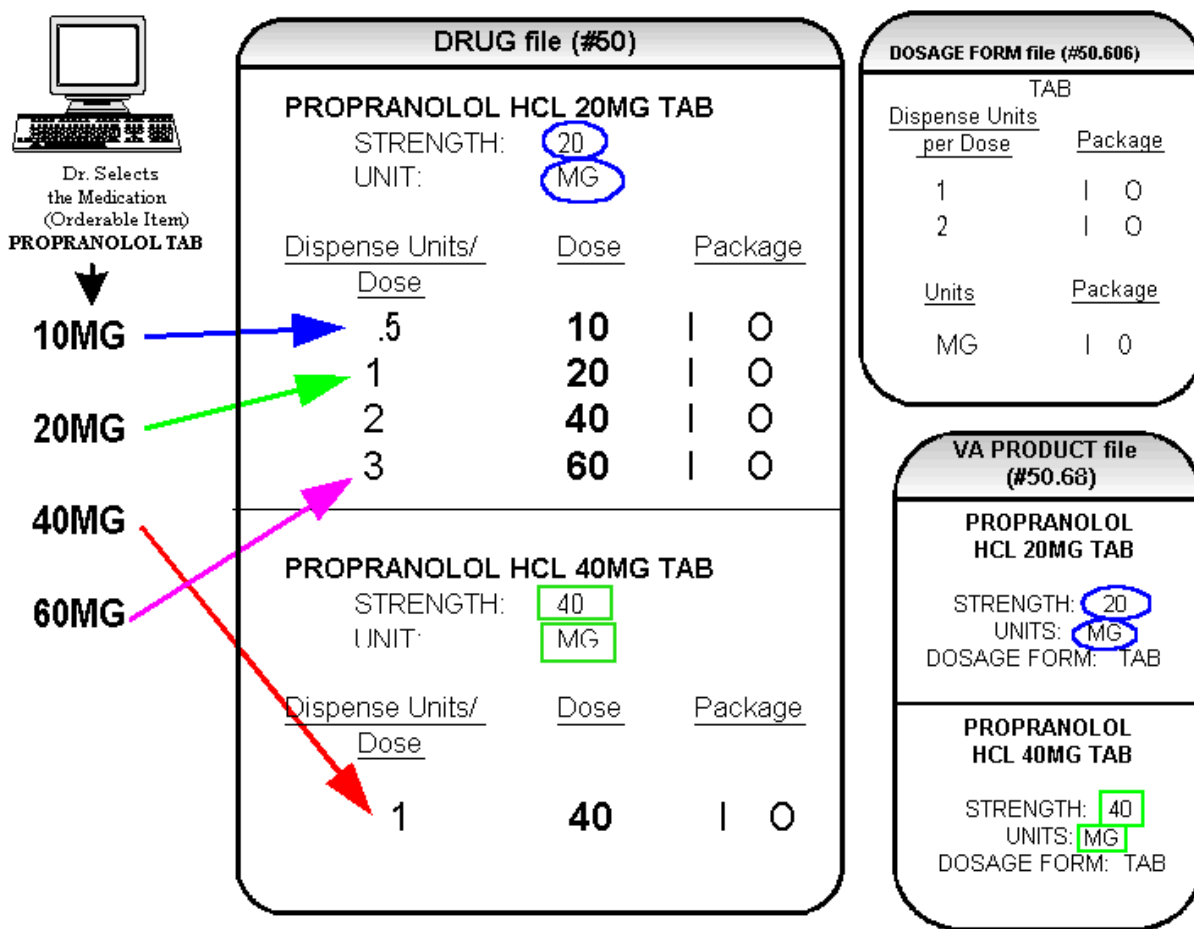 Dr. Selects
the Medication
(Orderable Item)
PROPRANOLOL TAB
10MG
20MG
40MG
60MG
DRUG file (#50)
PROPRANOLOL HCL 20MG TAB
STRENGTH: 20
UNIT: MG
Dispense Units/ Dose Package
Dose
.5 10 I O
1 20 I O
2 40 I O
3 60 I O
PROPRANOLOL HCL 40MG TAB
STRENGTH: 40
UNIT: MG
Dispense Units/ Dose Package
Dose
1 40 I O
DOSAGE FORM file (#50.606)
TAB
Dispense Units
per Dose Package
1 I O
2 I O
Units Package
MG I 0
VA PRODUCT file
(#50.68)
PROPRANOLOL
HCL 20MG TAB
STRENGTH: 20
UNITS: MG
DOSAGE FORM: TAB
PROPRANOLOL
HCL 40MG TAB
STRENGTH: 40
UNITS: MG
DOSAGE FORM: TAB